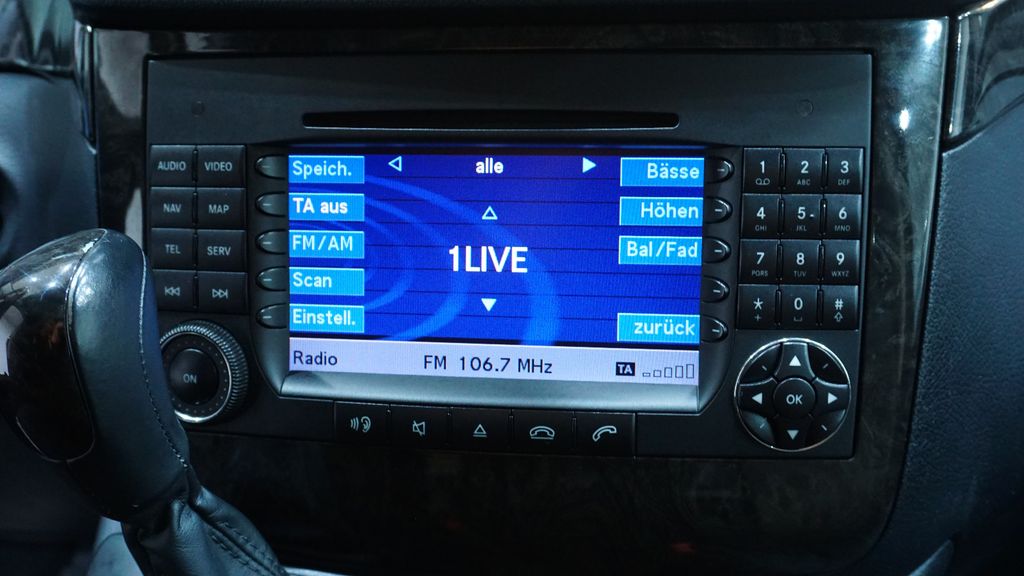 AUDIO VIDEO
NAV MAP
TEL SERV
ON
Speich. alle Bässe
TA aus Höhen
FM/AM 1LIVE Bal/Fad
Scan
Einstell. zurück
Radio FM 106.7 MHz TA
1 2 ABC 3 DEF
4 GHI 5 JKL 6 MNO
7 PQRS 8 TUV 9 WXYZ
* + 0 #
OK